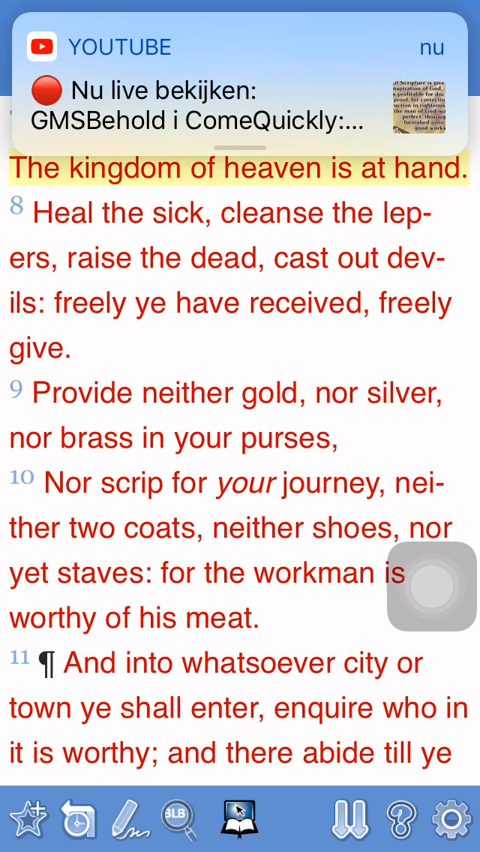 YOUTUBE nu
Nu live bekijken:
GMSBehold i ComeQuickly:...
The kingdom of heaven is at hand.
8 Heal the sick, cleanse the lep-
ers, raise the dead, cast out dev-
ils: freely ye have received, freely
give.
9 Provide neither gold, nor silver,
nor brass in your purses,
10 Nor scrip for your journey, nei-
ther two coats, neither shoes, nor
yet staves: for the workman is
worthy of his meat.
11 ¶ And into whatsoever city or
town ye shall enter, enquire who in
it is worthy; and there abide till ye
BLB